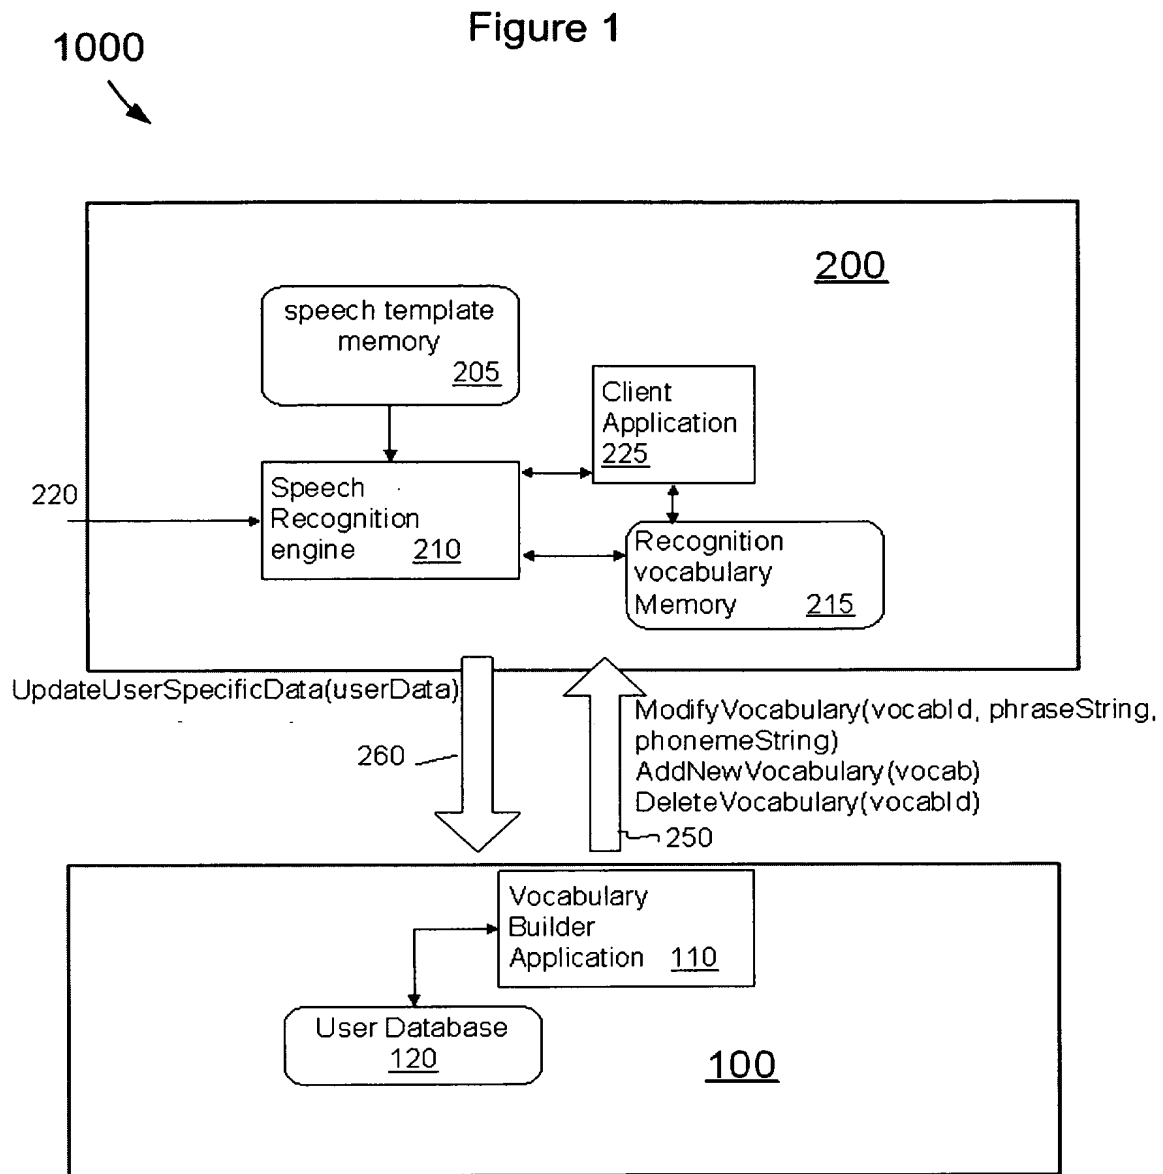 Figure 1
1000
200
speech template
memory
205
Client
Application
225
220
Speech
Recognition
engine
210
Recognition
vocabulary
Memory
215
UpdateUserSpecificData(userData)
260
ModifyVocabulary(vocabId, phraseString,
phonemeString)
AddNewVocabulary(vocab)
DeleteVocabulary(vocabId)
250
Vocabulary
Builder
Application
110
User Database
120
100